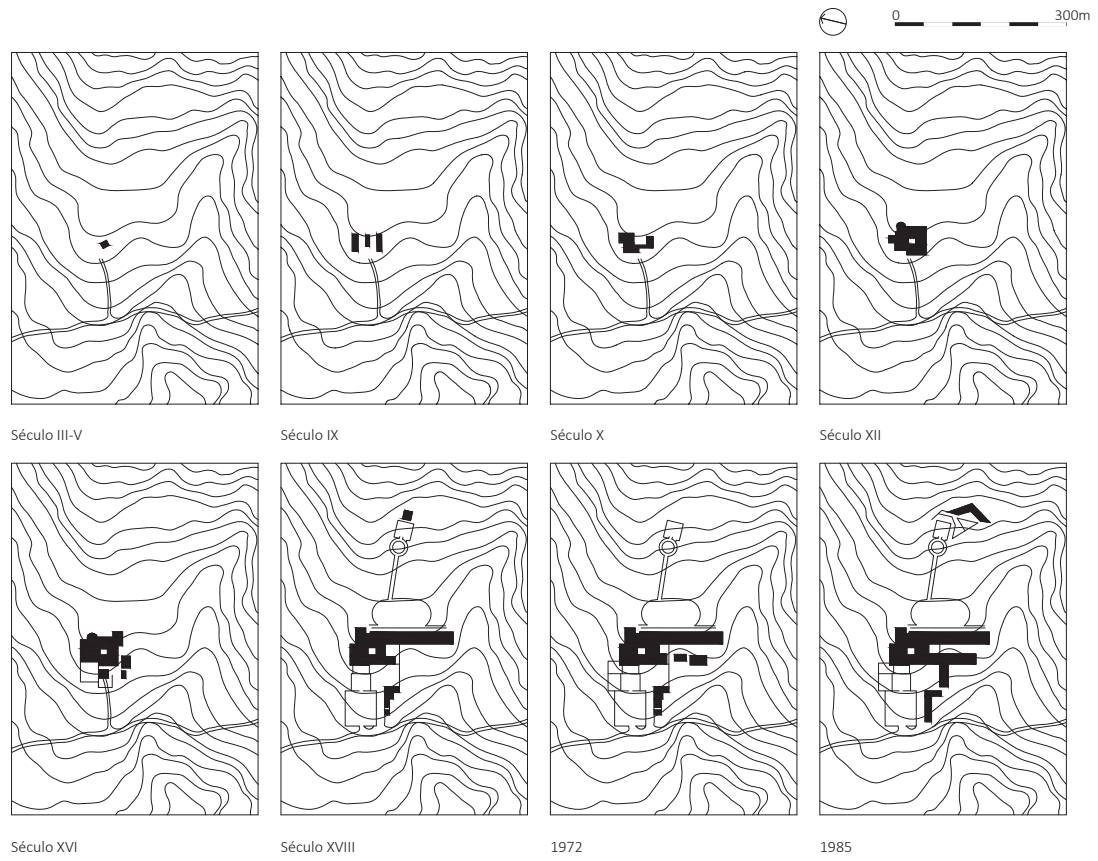 0 300m
Século III-V
Século IX
Século X
Século XII
Século XVI
Século XVIII
1972
1985